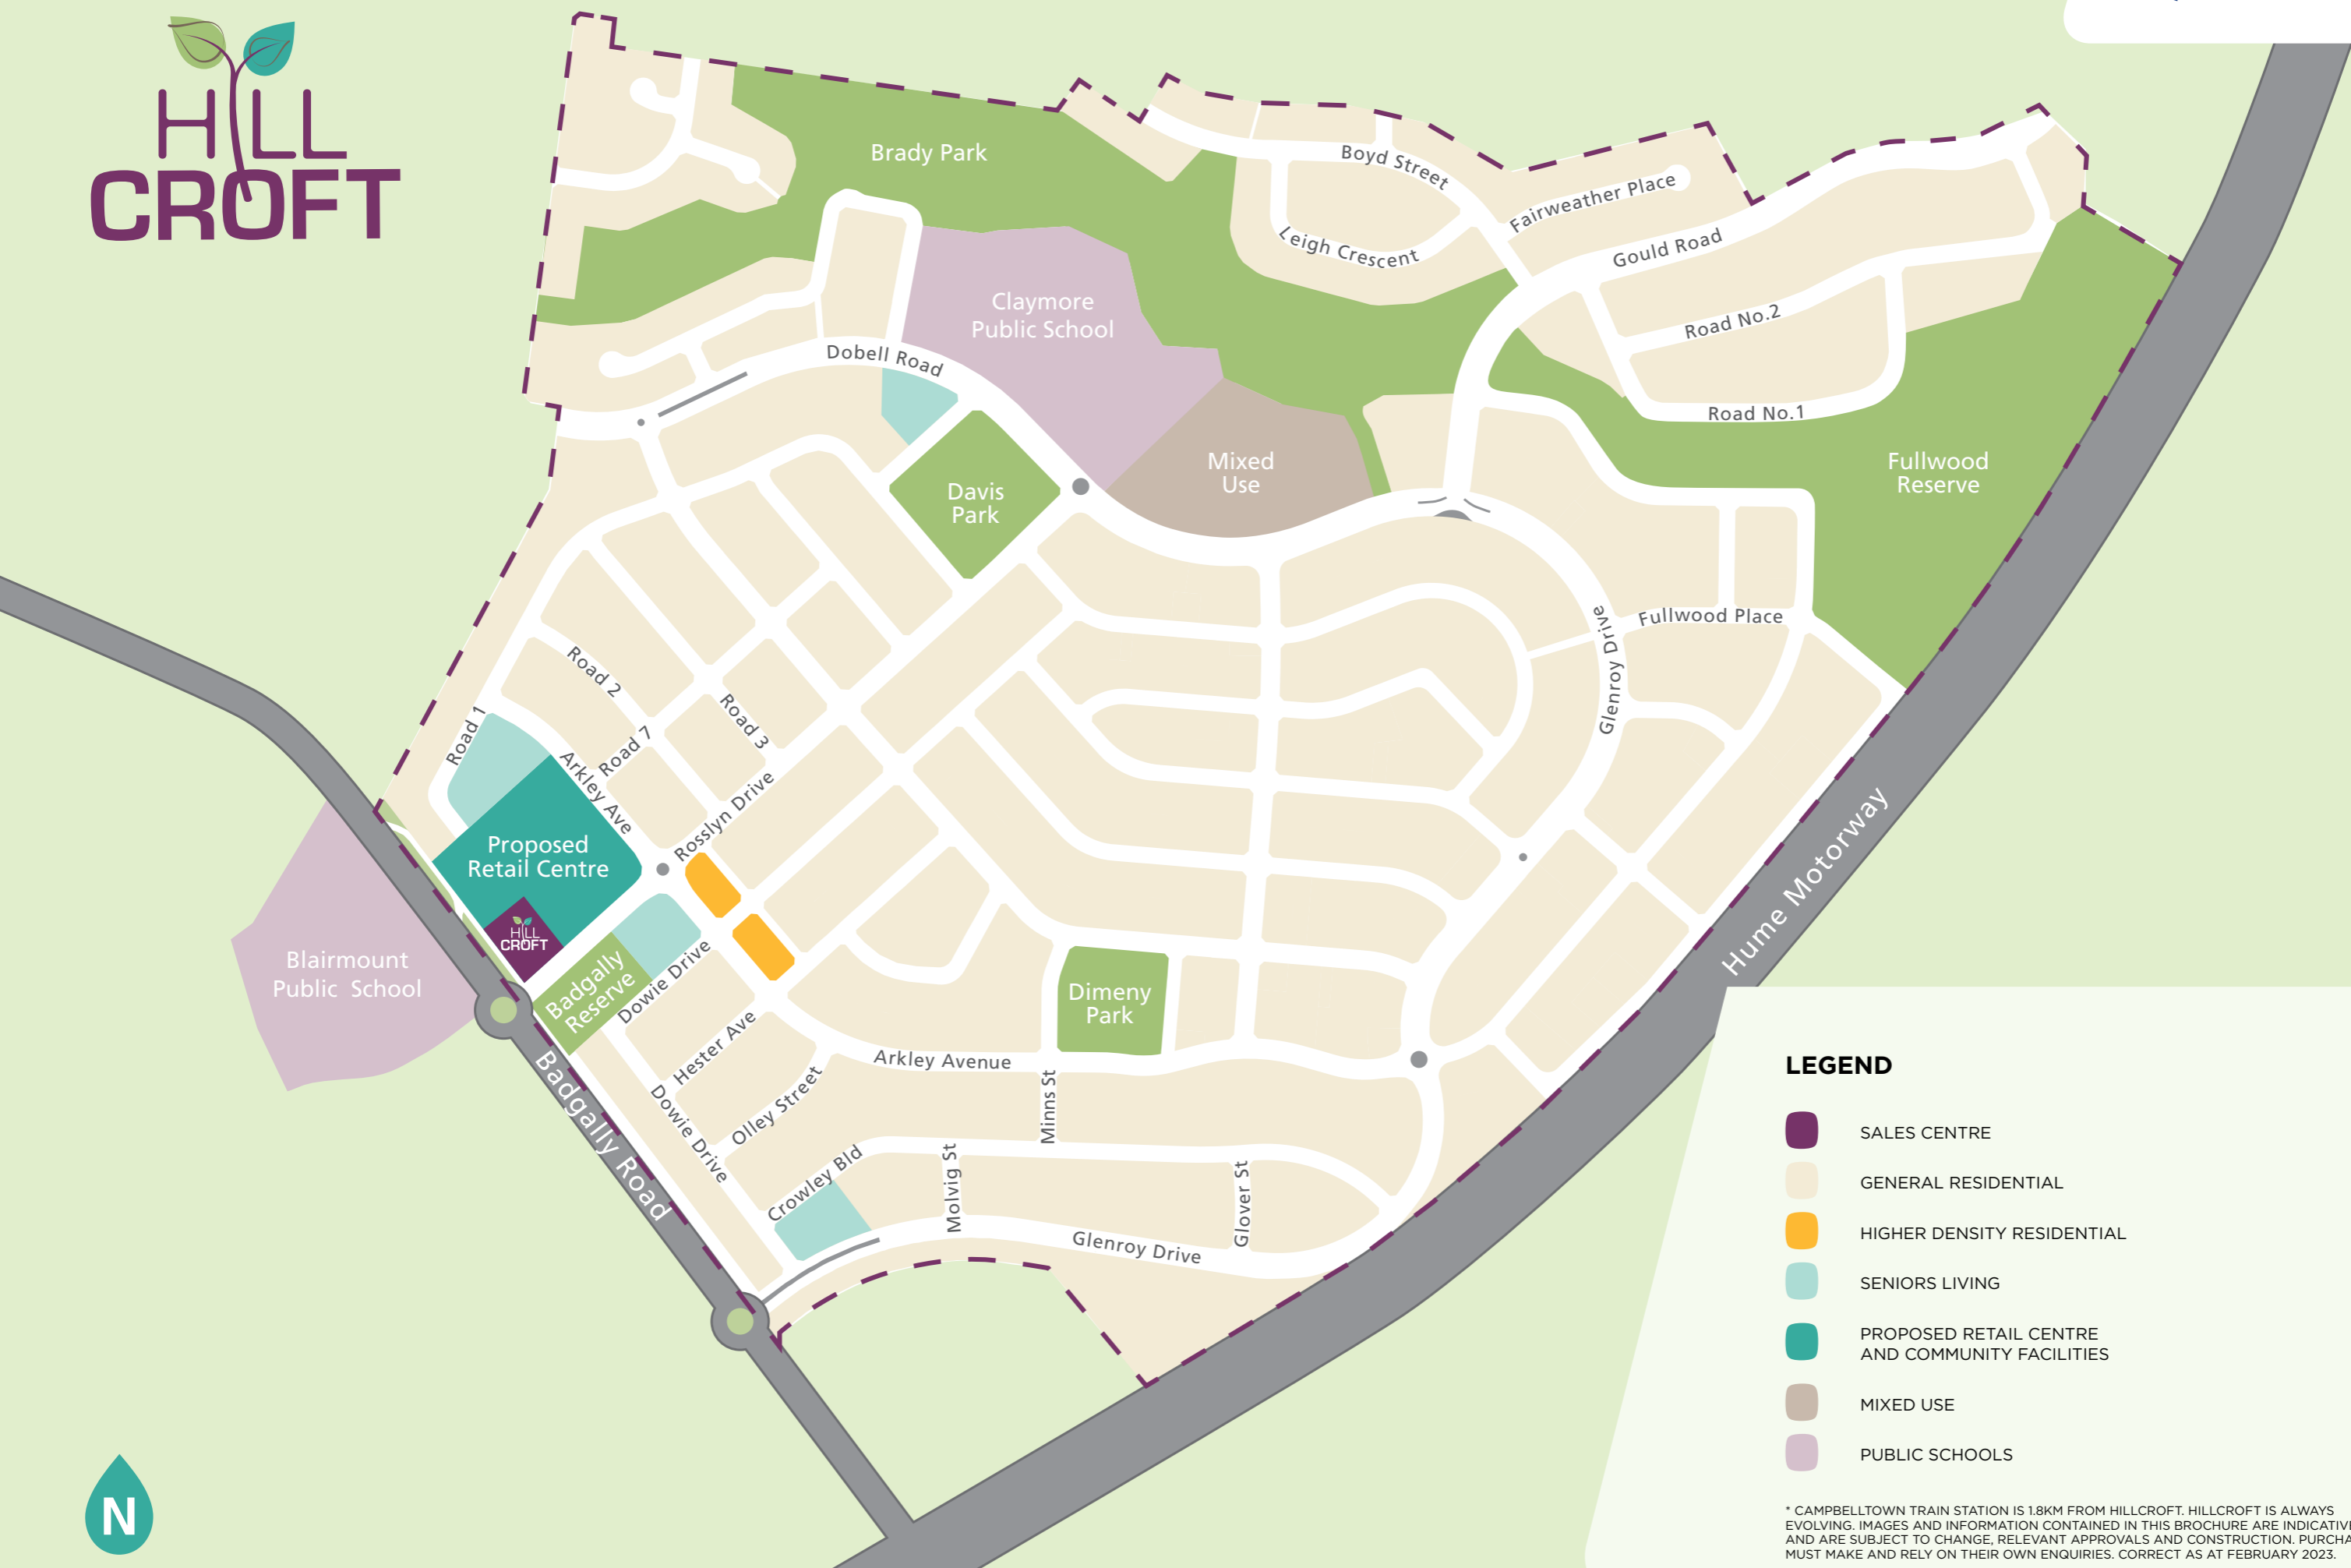 HILL
CROFT
Brady Park
Boyd Street
Fairweather Place
Leigh Crescent
Gould Road
Claymore
Public School
Road No.2
Dobell Road
Road No.1
Mixed
Use
Fullwood
Reserve
Davis
Park
Glenroy Drive
Fullwood Place
Road 2
Road 1
Road 7
Road 3
Arkley Ave
Rosslyn Drive
Proposed
Retail Centre
HILL
CROFT
Hume Motorway
Blairmount
Public School
Badgally
Reserve
Dowie Drive
Dimeny
Park
Hester Ave
Arkley Avenue
Badgally Road
Dowie Drive
Olley Street
Minns St
Crowley Bld
Molvig St
Glover St
Glenroy Drive
N
LEGEND
SALES CENTRE
GENERAL RESIDENTIAL
HIGHER DENSITY RESIDENTIAL
SENIORS LIVING
PROPOSED RETAIL CENTRE
AND COMMUNITY FACILITIES
MIXED USE
PUBLIC SCHOOLS
* CAMPBELLTOWN TRAIN STATION IS 1.8KM FROM HILLCROFT. HILLCROFT IS ALWAYS
EVOLVING. IMAGES AND INFORMATION CONTAINED IN THIS BROCHURE ARE INDICATIV
AND ARE SUBJECT TO CHANGE, RELEVANT APPROVALS AND CONSTRUCTION. PURCHA
MUST MAKE AND RELY ON THEIR OWN ENQUIRIES. CORRECT AS AT FEBRUARY 2023.